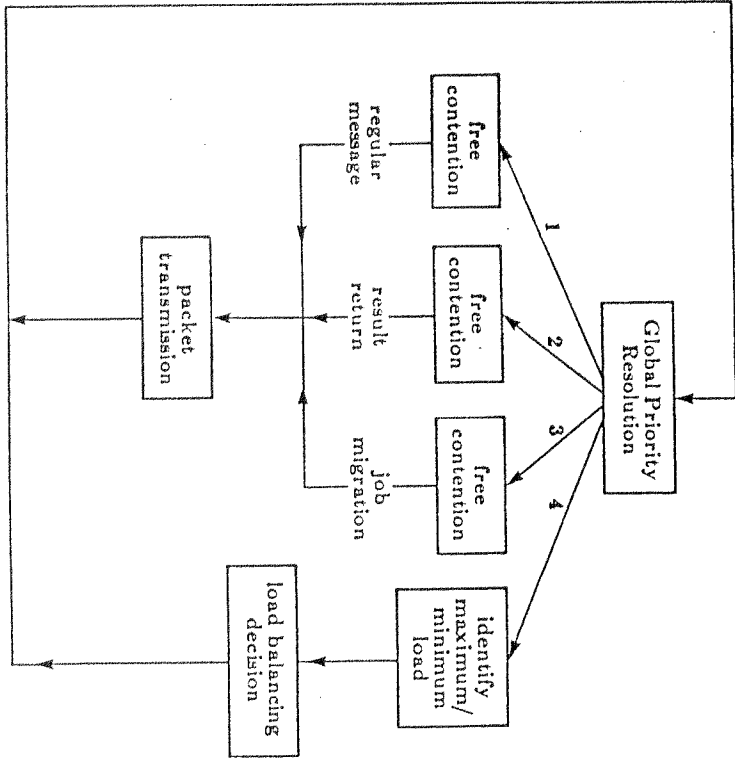 Global Priority
Resolution
1
2
3
4
free
contention
free
contention
free
contention
identify
maximum/
minimum
load
regular
message
result
return
job
migration
packet
transmission
load balancing
decision